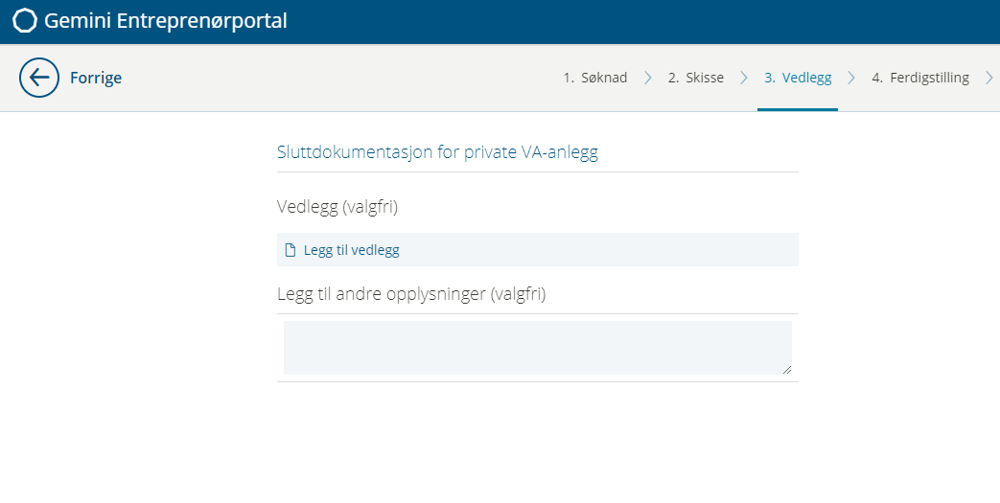 Gemini Entreprenørportal
Forrige
1. Søknad
2. Skisse
3. Vedlegg
4. Ferdigstilling
Sluttdokumentasjon for private VA-anlegg
Vedlegg (valgfri)
Legg til vedlegg
Legg til andre opplysninger (valgfri)